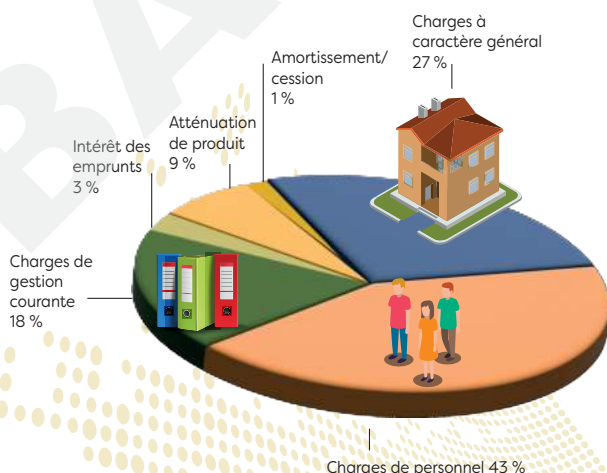 Charges à
caractère général
27 %
Amortissement/
cession
1 %
Atténuation
de produit
9 %
Intérêt des
emprunts
3 %
Charges de
gestion
courante
18 %
Charges de personnel 43 %